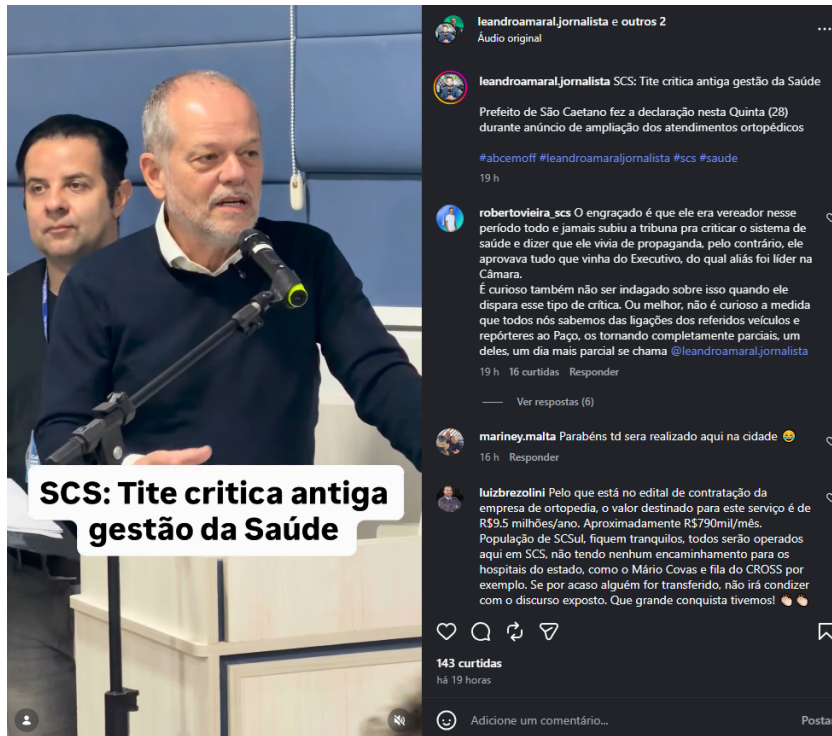 SCS: Tite critica antiga
gestão da Saúde
leandroamaral.jornalista e outros 2
Áudio original
leandroamaral.jornalista SCS: Tite critica antiga gestão da Saúde
Prefeito de São Caetano fez a declaração nesta Quinta (28)
durante anúncio de ampliação dos atendimentos ortopédicos
#abcemoff #leandroamaraljornalista #scs #saude
19 h
robertovieira_scs O engraçado é que ele era vereador nesse
período todo e jamais subiu a tribuna pra criticar o sistema de
saúde e dizer que ele vivia de propaganda, pelo contrário, ele
aprovava tudo que vinha do Executivo, do qual aliás foi líder na
Câmara.
É curioso também não ser indagado sobre isso quando ele
dispara esse tipo de crítica. Ou melhor, não é curioso a medida
que todos nós sabemos das ligações dos referidos veículos e
repórteres ao Paço, os tornando completamente parciais, um
deles, um dia mais parcial se chama @leandroamaral.jornalista
19 h 16 curtidas Responder
Ver respostas (6)
mariney.malta Parabéns td sera realizado aqui na cidade 😂
16 h Responder
luizbrezolini Pelo que está no edital de contratação da
empresa de ortopedia, o valor destinado para este serviço é de
R$9.5 milhões/ano. Aproximadamente R$790mil/mês.
População de SCSul, fiquem tranquilos, todos serão operados
aqui em SCS, não tendo nenhum encaminhamento para os
hospitais do estado, como o Mário Covas e fila do CROSS por
exemplo. Se por acaso alguém for transferido, não irá condizer
com o discurso exposto. Que grande conquista tivemos! 👏🏻👏🏻
143 curtidas
há 19 horas
Adicione um comentário...
Postar